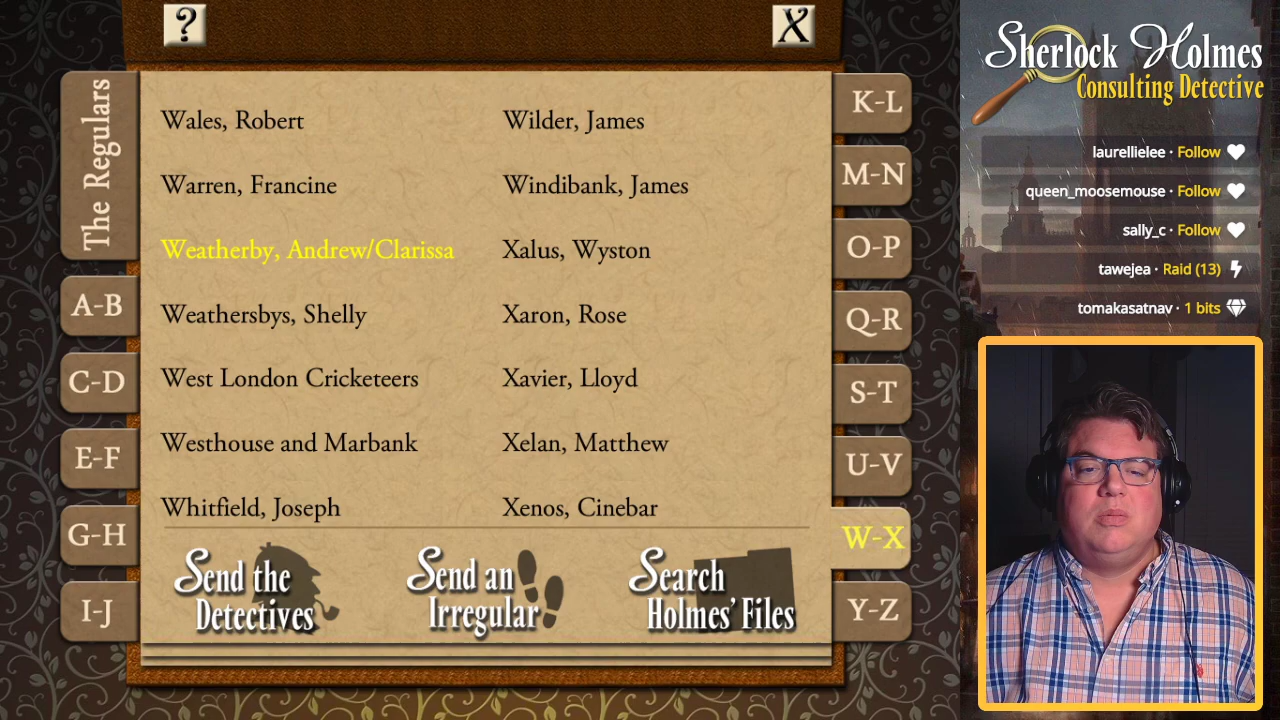 ?
X
The Regulars
A-B
C-D
E-F
G-H
I-J
Wales, Robert
Warren, Francine
Weatherby, Andrew/Clarissa
Weathersbys, Shelly
West London Cricketeers
Westhouse and Marbank
Whitfield, Joseph
Wilder, James
Windibank, James
Xalus, Wyston
Xaron, Rose
Xavier, Lloyd
Xelan, Matthew
Xenos, Cinebar
Send the
Detectives
Send an
Irregular
Search
Holmes' Files
K-L
M-N
O-P
Q-R
S-T
U-V
W-X
Y-Z
Sherlock Holmes
Consulting Detective
laurellielee · Follow
queen_moosemouse · Follow
sally_c · Follow
tawejea · Raid (13)
tomakasatnav · 1 bits